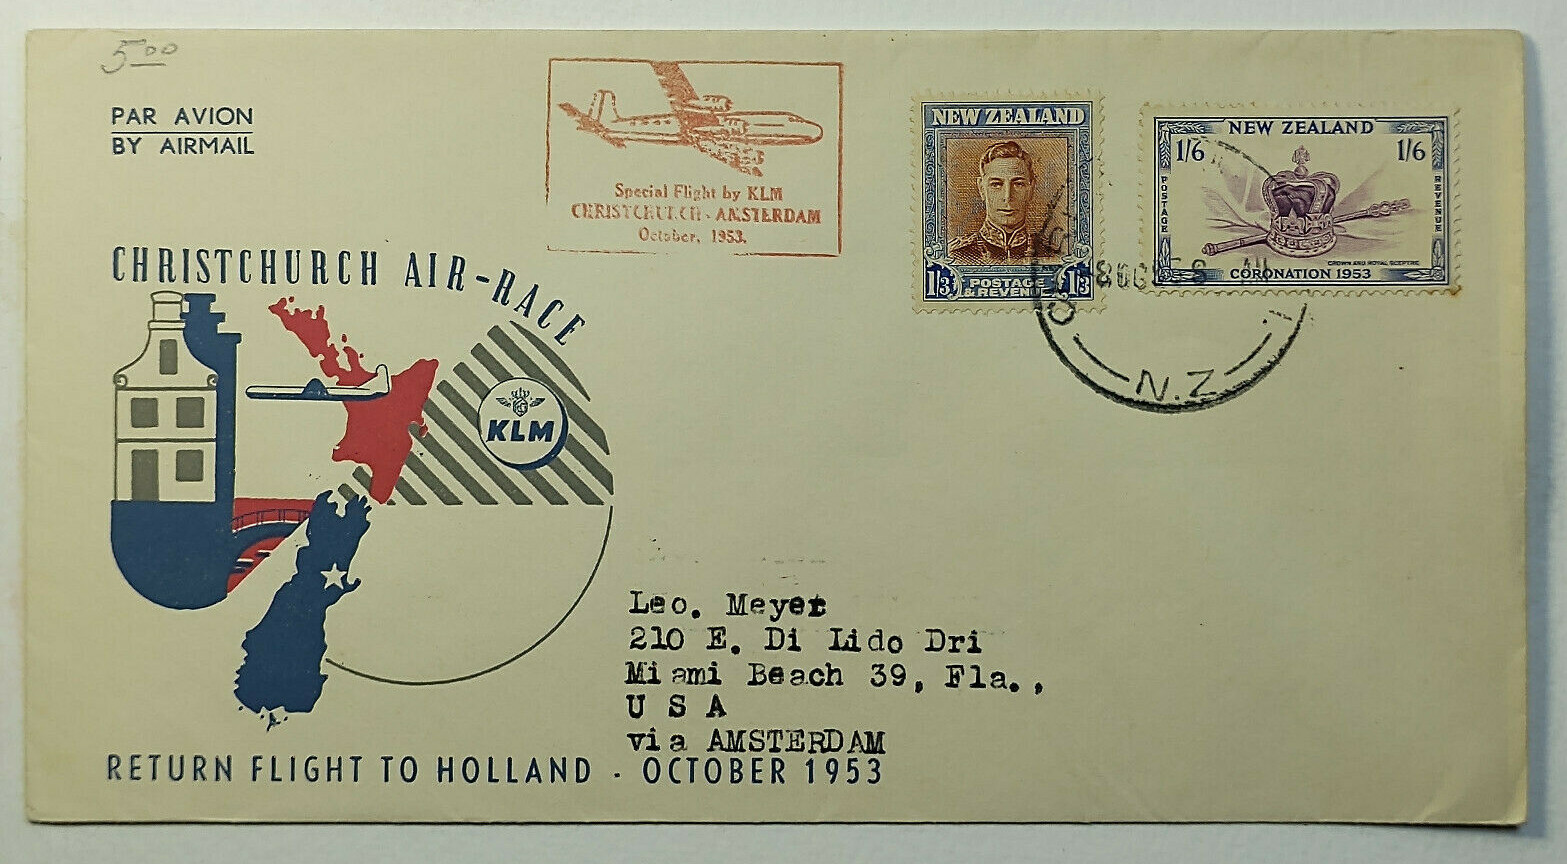 5.00
PAR AVION
BY AIRMAIL
Special Flight by KLM
CHRISTCHURCH - AMSTERDAM
October, 1953.
NEW ZEALAND
1/3 POSTAGE 1/3
& REVENUE
NEW ZEALAND
1/6 1/6
POSTAGE
REVENUE
CROWN AND ROYAL SCEPTRE
CORONATION 1953
N.Z.
CHRISTCHURCH AIR-RACE
KLM
Leo. Meyer
210 E. Di Lido Dri
Miami Beach 39, Fla.,
U S A
via AMSTERDAM
RETURN FLIGHT TO HOLLAND - OCTOBER 1953